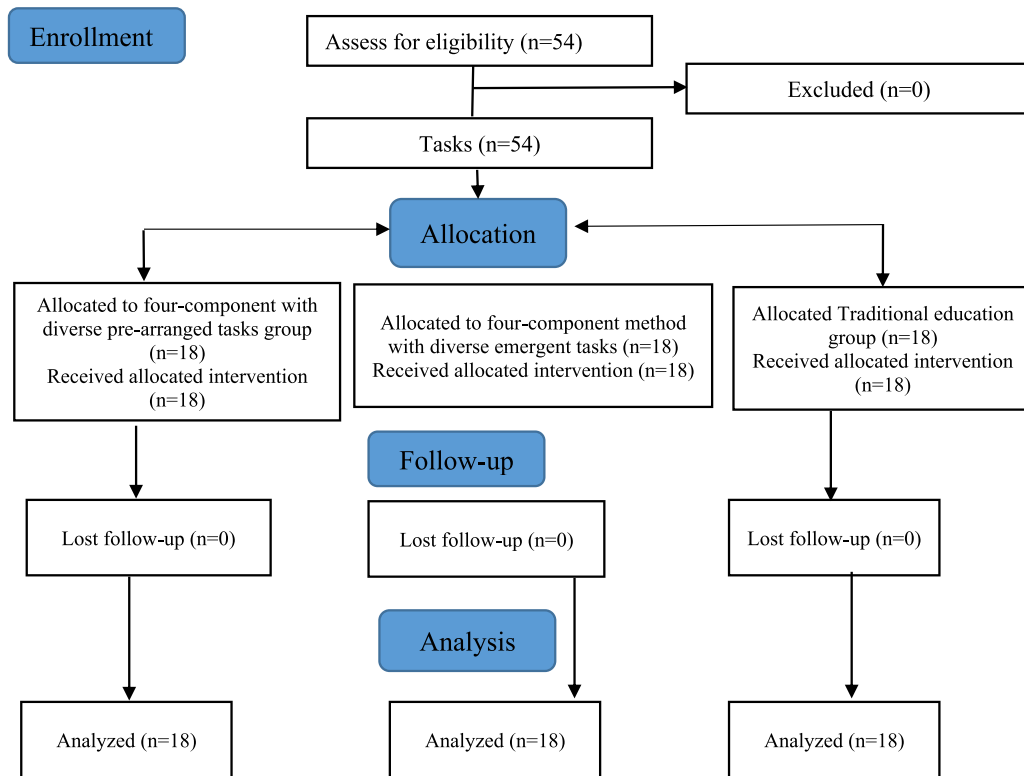 Enrollment
Assess for eligibility (n=54)
Excluded (n=0)
Tasks (n=54)
Allocation
Allocated to four-component with
diverse pre-arranged tasks group
(n=18)
Received allocated intervention
(n=18)
Allocated to four-component method
with diverse emergent tasks (n=18)
Received allocated intervention (n=18)
Allocated Traditional education
group (n=18)
Received allocated intervention
(n=18)
Follow-up
Lost follow-up (n=0)
Lost follow-up (n=0)
Lost follow-up (n=0)
Analysis
Analyzed (n=18)
Analyzed (n=18)
Analyzed (n=18)